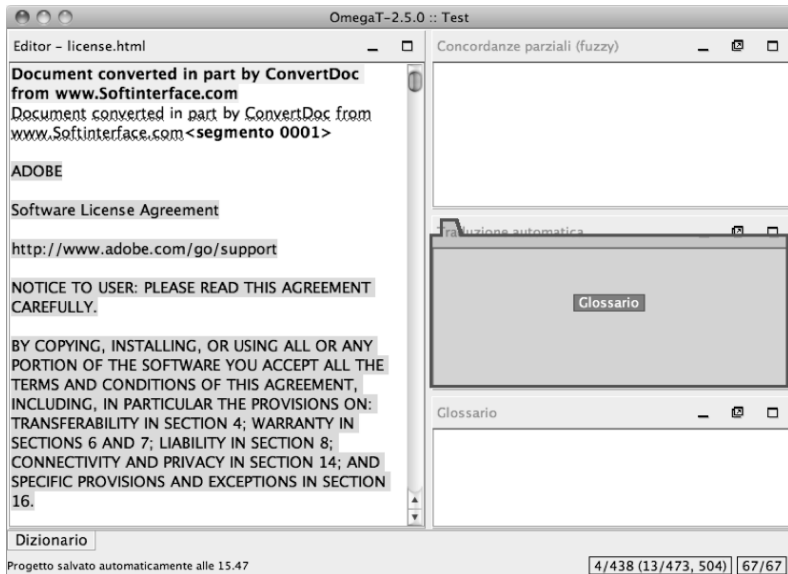 OmegaT-2.5.0 :: Test
Editor – license.html
Document converted in part by ConvertDoc
from www.Softinterface.com
Document converted in part by ConvertDoc from
www.Softinterface.com<segmento 0001>
ADOBE
Software License Agreement
http://www.adobe.com/go/support
NOTICE TO USER: PLEASE READ THIS AGREEMENT
CAREFULLY.
BY COPYING, INSTALLING, OR USING ALL OR ANY
PORTION OF THE SOFTWARE YOU ACCEPT ALL THE
TERMS AND CONDITIONS OF THIS AGREEMENT,
INCLUDING, IN PARTICULAR THE PROVISIONS ON:
TRANSFERABILITY IN SECTION 4; WARRANTY IN
SECTIONS 6 AND 7; LIABILITY IN SECTION 8;
CONNECTIVITY AND PRIVACY IN SECTION 14; AND
SPECIFIC PROVISIONS AND EXCEPTIONS IN SECTION
16.
Concordanze parziali (fuzzy)
Traduzione automatica
Glossario
Glossario
Dizionario
Progetto salvato automaticamente alle 15.47
4/438 (13/473, 504) 67/67